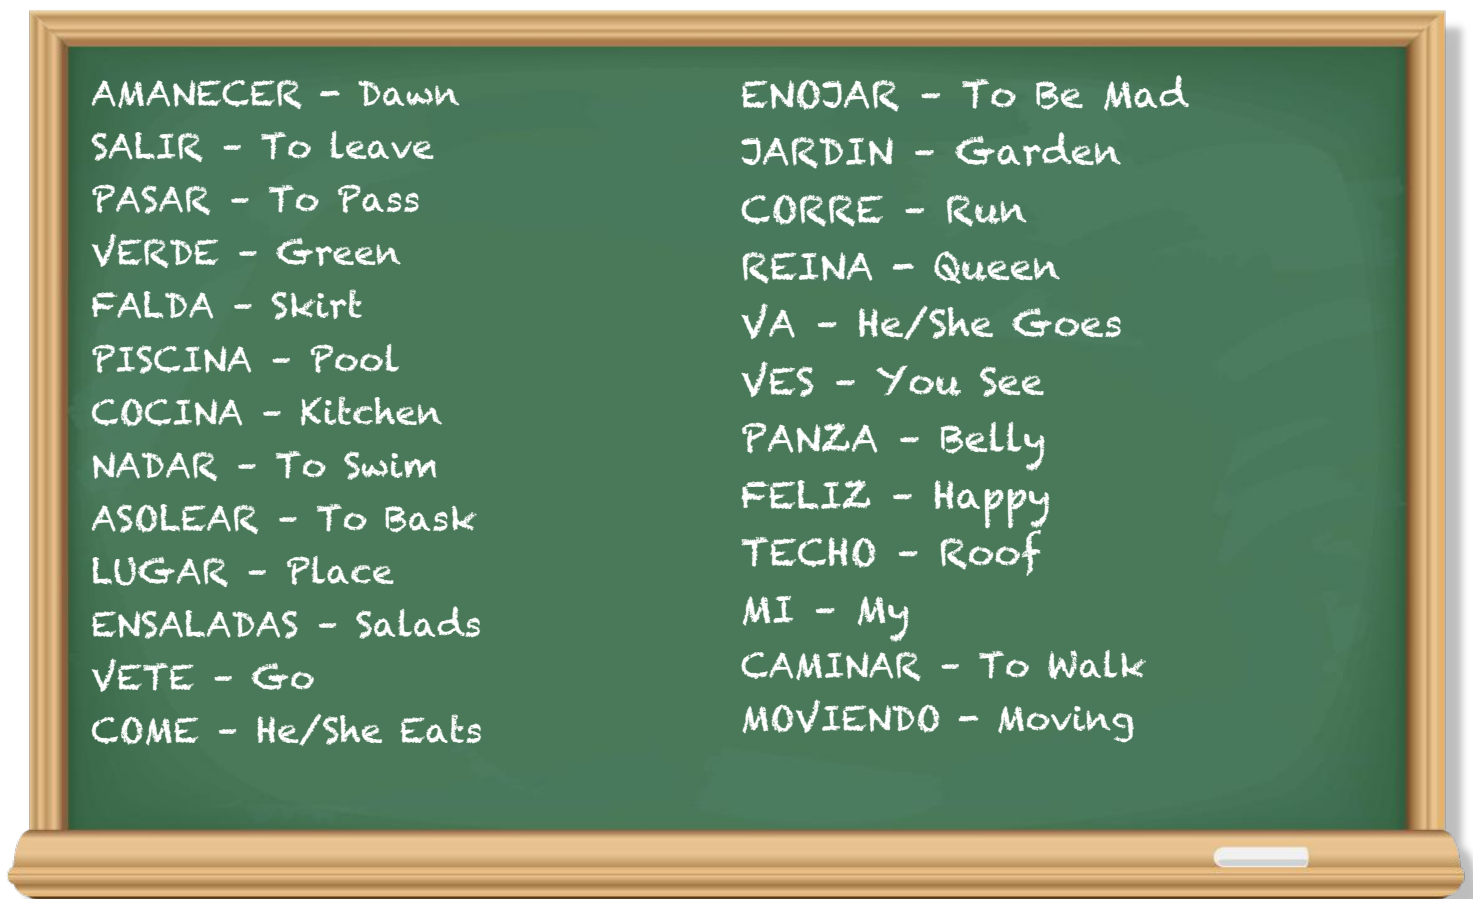 AMANECER - Dawn
SALIR - To leave
PASAR - To Pass
VERDE - Green
FALDA - Skirt
PISCINA - Pool
COCINA - Kitchen
NADAR - To Swim
ASOLEAR - To Bask
LUGAR - Place
ENSALADAS - Salads
VETE - Go
COME - He/She Eats
ENOJAR - To Be Mad
JARDIN - Garden
CORRE - Run
REINA - Queen
VA - He/She Goes
VES - You See
PANZA - Belly
FELIZ - Happy
TECHO - Roof
MI - My
CAMINAR - To Walk
MOVIENDO - Moving